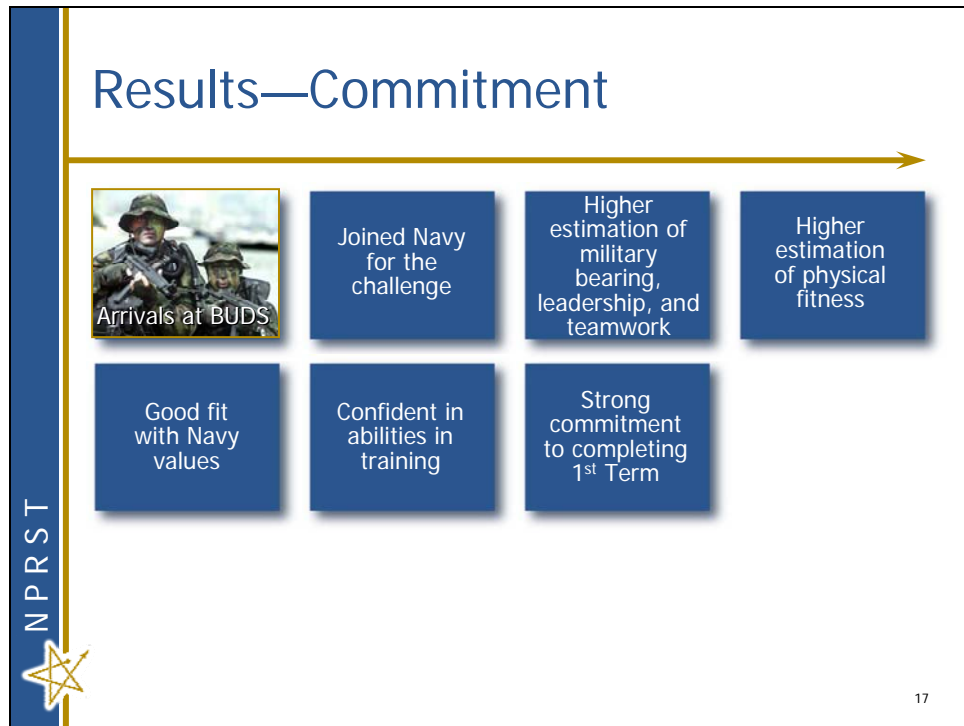 Results—Commitment
Arrivals at BUDS
Joined Navy
for the
challenge
Higher
estimation of
military
bearing,
leadership, and
teamwork
Higher
estimation
of physical
fitness
Good fit
with Navy
values
Confident in
abilities in
training
Strong
commitment
to completing
1st Term
NPRST
17